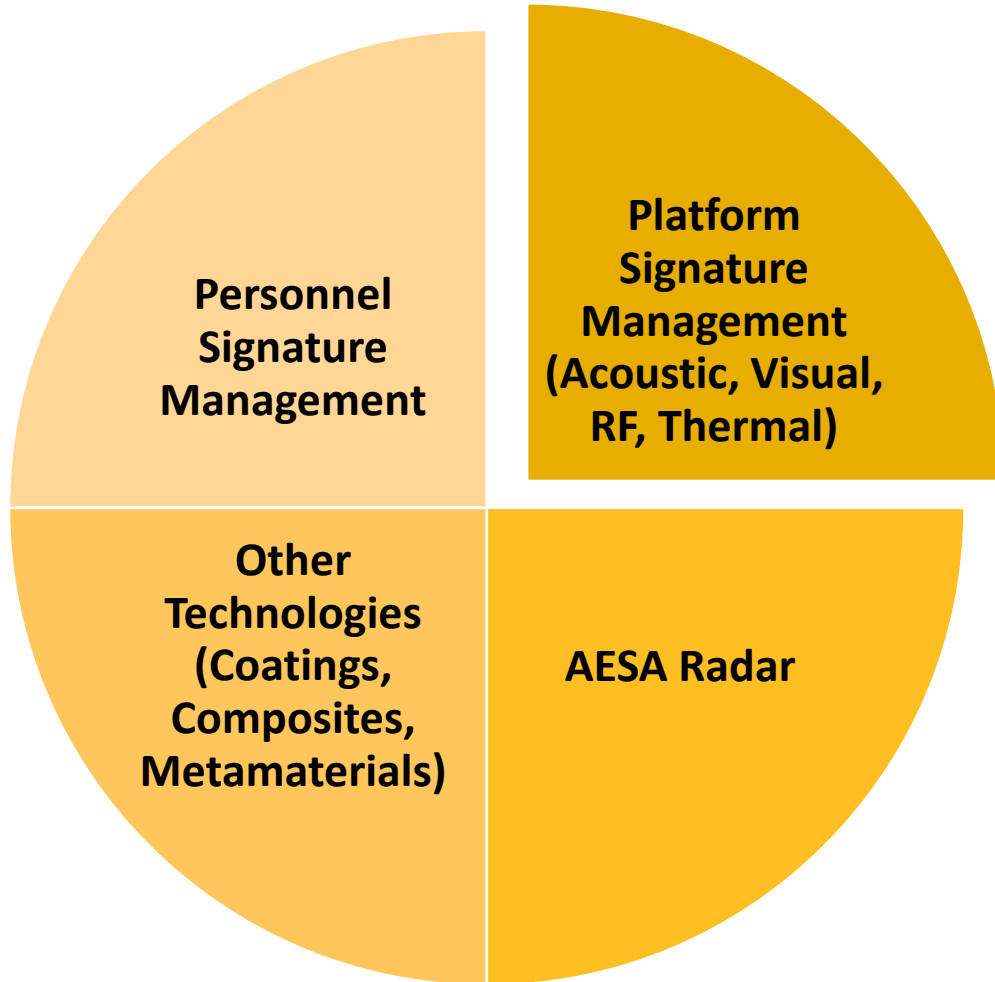 Personnel
Signature
Management
Platform
Signature
Management
(Acoustic, Visual,
RF, Thermal)
Other
Technologies
(Coatings,
Composites,
Metamaterials)
AESA Radar